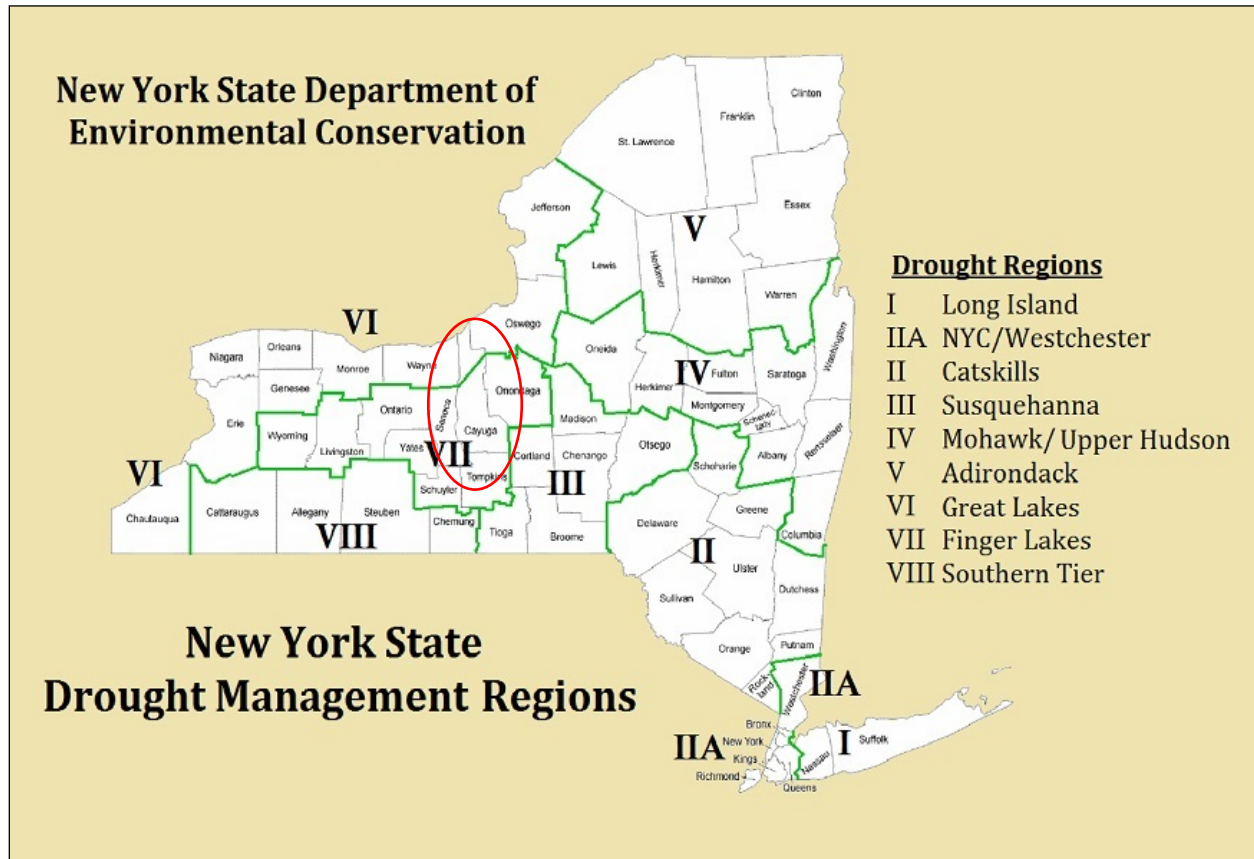 New York State Department of
Environmental Conservation
Clinton
Franklin
St. Lawrence
Essex
Jefferson
V
Lewis
Herkimer
Hamilton
Warren
Washington
Drought Regions
I Long Island
IIA NYC/Westchester
II Catskills
III Susquehanna
IV Mohawk/Upper Hudson
V Adirondack
VI Great Lakes
VII Finger Lakes
VIII Southern Tier
VI
Oswego
Oneida
Niagara
Orleans
Monroe
Wayne
Genesee
Erie
Wyoming
Livingston
Ontario
Yates
Seneca
Cayuga
Onondaga
Madison
Herkimer
IV
Fulton
Montgomery
Saratoga
Schenec-
tady
Rensselaer
Albany
Otsego
Schoharie
VII
Tompkins
Cortland
Chenango
III
Schuyler
VI
Chautauqua
Cattaraugus
Allegany
Steuben
VIII
Chemung
Tioga
Broome
Delaware
Greene
Columbia
II
Ulster
Sullivan
Dutchess
Orange
Putnam
Rock-
land
Westchester
IIA
New York State
Drought Management Regions
Bronx
New York
IIA
Kings
Richmond
Queens
Nassau
I
Suffolk